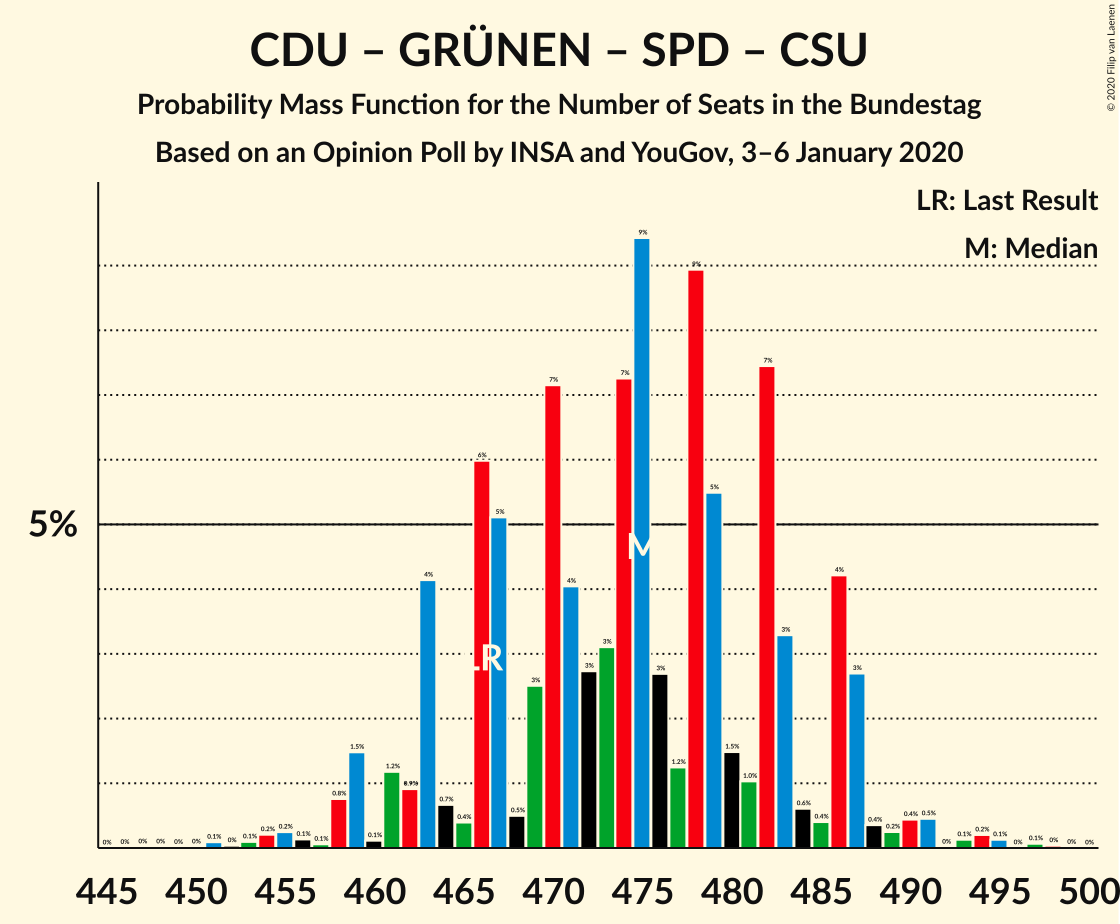 CDU – GRÜNEN – SPD – CSU
Probability Mass Function for the Number of Seats in the Bundestag
Based on an Opinion Poll by INSA and YouGov, 3–6 January 2020
© 2020 Filip van Laenen
LR: Last Result
M: Median
5%
0% 0% 0% 0% 0% 0% 0.1% 0% 0.1% 0.2% 0.2% 0.1% 0.1% 0.8% 1.5% 0.1% 1.2% 0.9% 4% 0.7% 0.4% 6% 5% 0.5% 3% 7% 4% 3% 3% 7% 9% 3% 1.2% 9% 5% 1.5% 1.0% 7% 3% 0.6% 0.4% 4% 3% 0.4% 0.2% 0.4% 0.5% 0% 0.1% 0.2% 0.1% 0% 0.1% 0% 0% 0%
LR
M
445 450 455 460 465 470 475 480 485 490 495 500